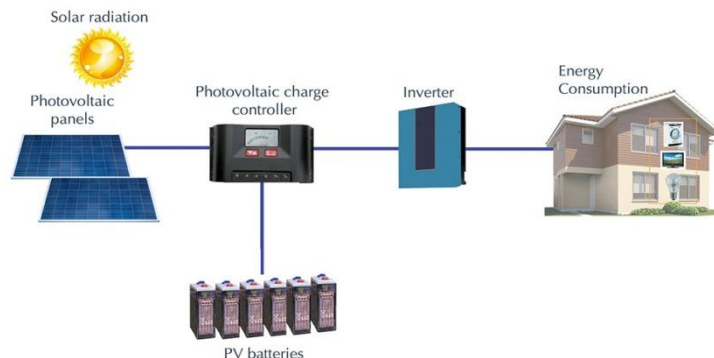 Solar radiation
Photovoltaic
panels
Photovoltaic charge
controller
Inverter
Energy
Consumption
PV batteries